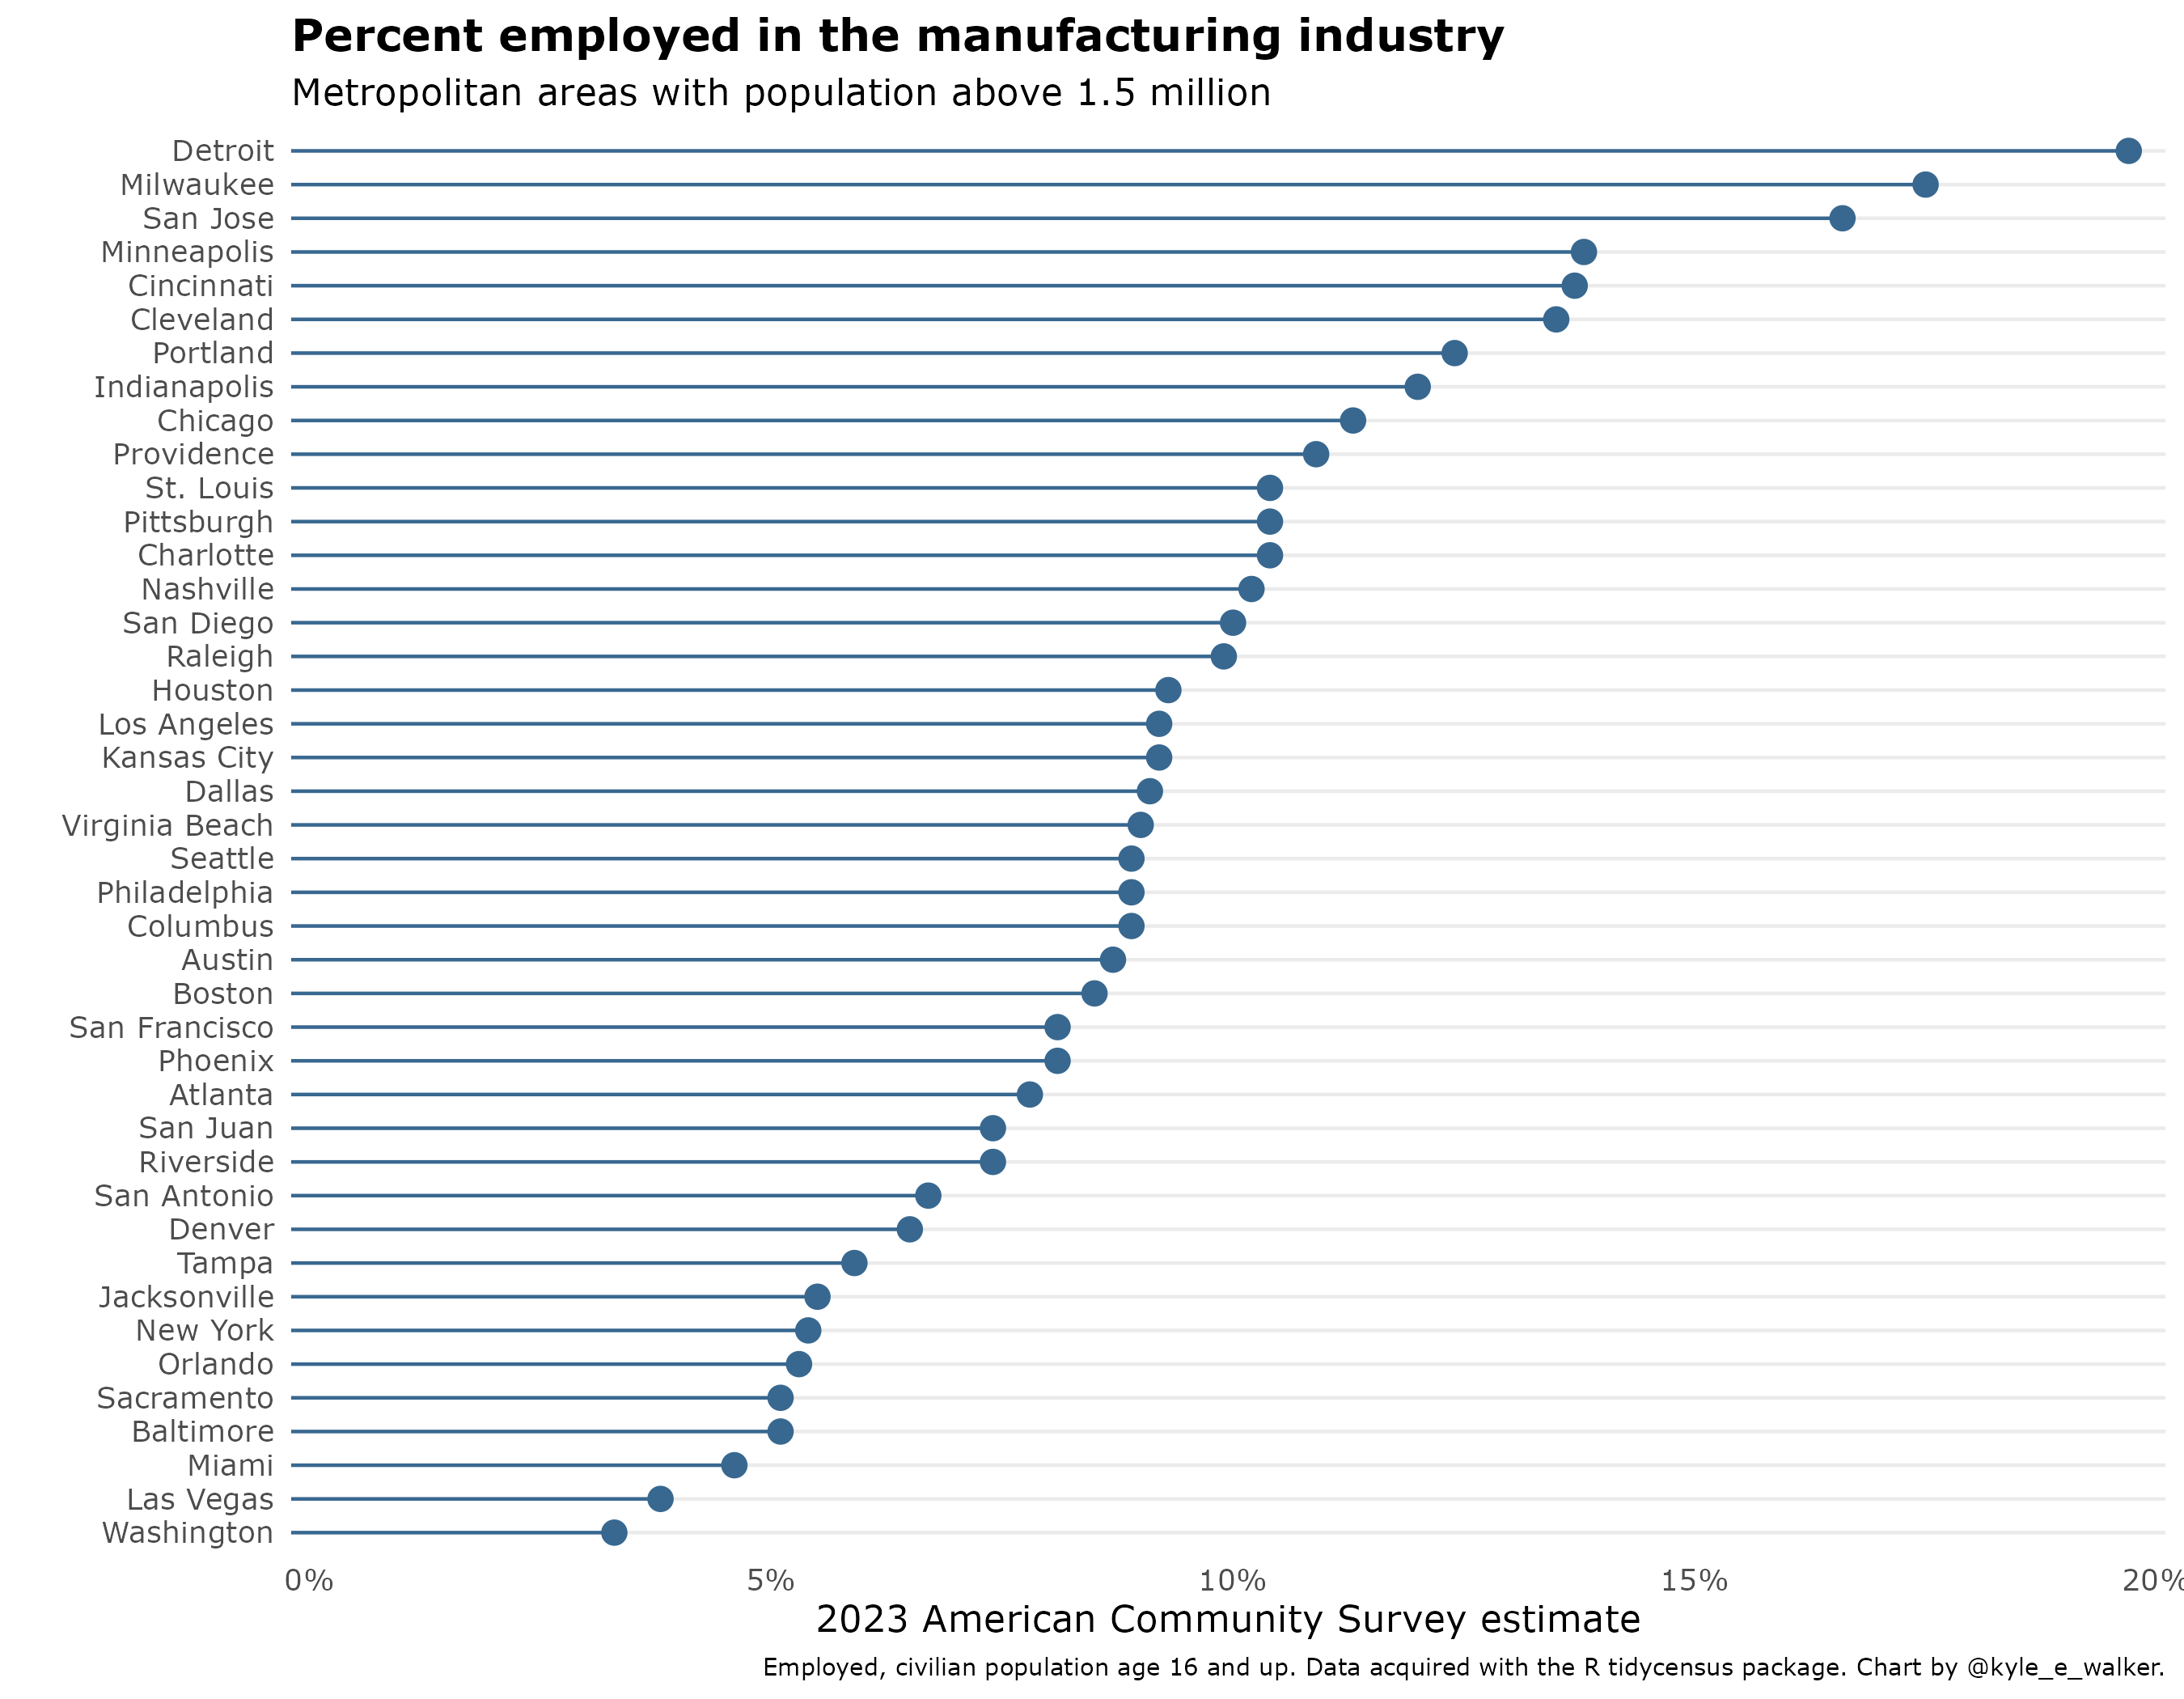 Percent employed in the manufacturing industry
Metropolitan areas with population above 1.5 million
Detroit
Milwaukee
San Jose
Minneapolis
Cincinnati
Cleveland
Portland
Indianapolis
Chicago
Providence
St. Louis
Pittsburgh
Charlotte
Nashville
San Diego
Raleigh
Houston
Los Angeles
Kansas City
Dallas
Virginia Beach
Seattle
Philadelphia
Columbus
Austin
Boston
San Francisco
Phoenix
Atlanta
San Juan
Riverside
San Antonio
Denver
Tampa
Jacksonville
New York
Orlando
Sacramento
Baltimore
Miami
Las Vegas
Washington
0% 5% 10% 15% 20%
2023 American Community Survey estimate
Employed, civilian population age 16 and up. Data acquired with the R tidycensus package. Chart by @kyle_e_walker.